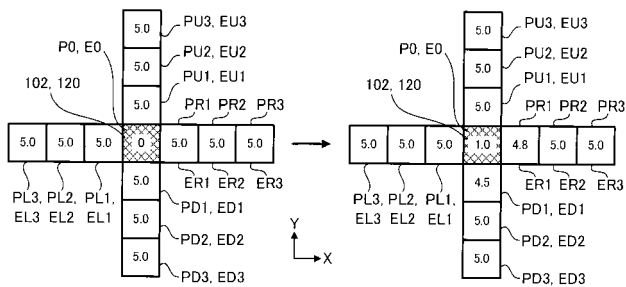 5.0 PU3, EU3
P0, E0 5.0 PU2, EU2
102, 120 5.0 PU1, EU1
PR1 PR2 PR3
5.0 5.0 5.0 0 5.0 5.0 5.0
PL3, PL2, PL1, 5.0 ER1 ER2 ER3
EL3 EL2 EL1 PD1, ED1
5.0 PD2, ED2
5.0 PD3, ED3
Y
X
5.0 PU3, EU3
P0, E0 5.0 PU2, EU2
102, 120 5.0 PU1, EU1
PR1 PR2 PR3
5.0 5.0 5.0 1.0 4.8 5.0 5.0
PL3, PL2, PL1, 4.5 ER1 ER2 ER3
EL3 EL2 EL1 PD1, ED1
5.0 PD2, ED2
5.0 PD3, ED3